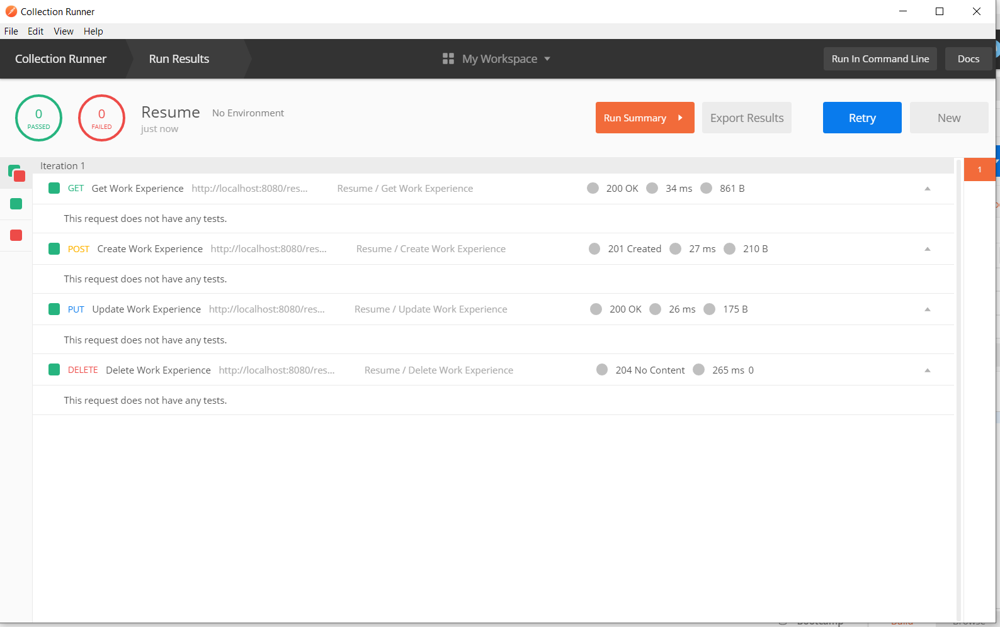 Collection Runner
File Edit View Help
Collection Runner Run Results My Workspace Run In Command Line Docs
0 PASSED
0 FAILED
Resume No Environment
just now
Run Summary Export Results Retry New
Iteration 1
1
GET Get Work Experience http://localhost:8080/res... Resume / Get Work Experience 200 OK 34 ms 861 B
This request does not have any tests.
POST Create Work Experience http://localhost:8080/res... Resume / Create Work Experience 201 Created 27 ms 210 B
This request does not have any tests.
PUT Update Work Experience http://localhost:8080/res... Resume / Update Work Experience 200 OK 26 ms 175 B
This request does not have any tests.
DELETE Delete Work Experience http://localhost:8080/res... Resume / Delete Work Experience 204 No Content 265 ms 0
This request does not have any tests.
Bootcamp Build Browse